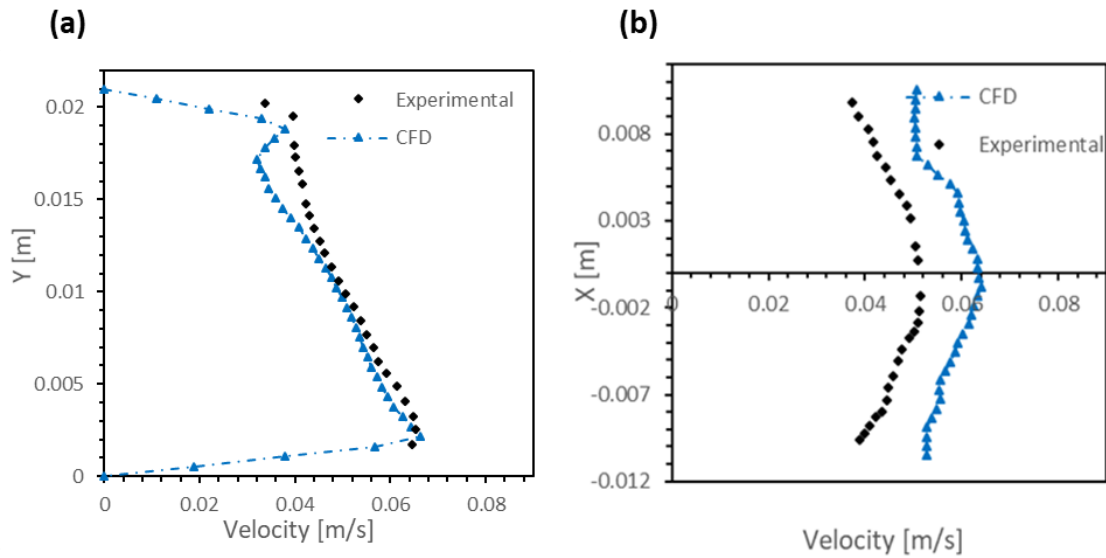 (a)
0.02
0.015
0.01
0.005
0
0
0.02
0.04
0.06
0.08
Y [m]
Velocity [m/s]
Experimental
CFD
(b)
0.008
0.003
-0.002
-0.007
-0.012
0
0.02
0.04
0.06
0.08
X [m]
Velocity [m/s]
CFD
Experimental